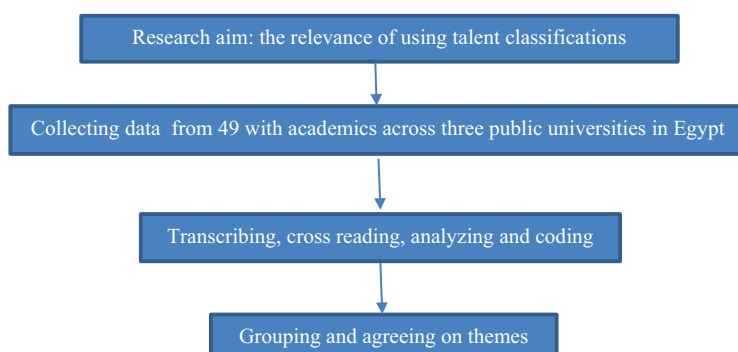 Research aim: the relevance of using talent classifications
Collecting data from 49 with academics across three public universities in Egypt
Transcribing, cross reading, analyzing and coding
Grouping and agreeing on themes